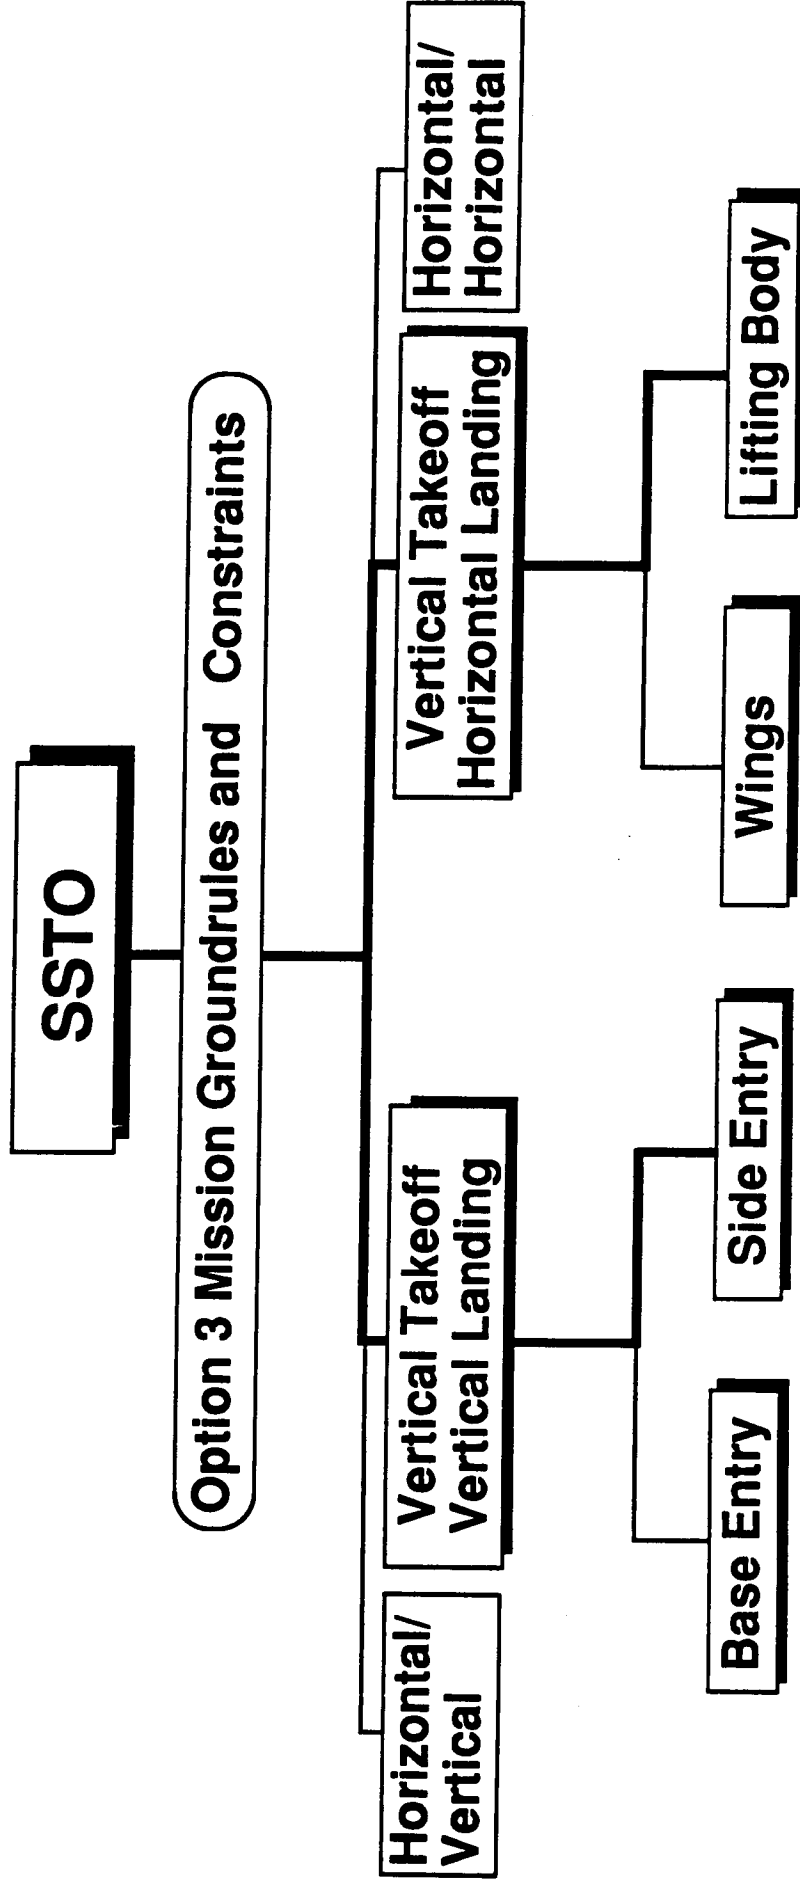 SSTO
Option 3 Mission Groundrules and Constraints
Horizontal/
Vertical
Vertical Takeoff
Vertical Landing
Vertical Takeoff
Horizontal Landing
Horizontal/
Horizontal
Base Entry
Side Entry
Wings
Lifting Body